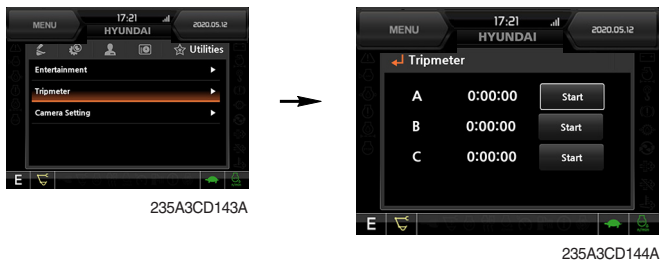 MENU
17:21
HYUNDAI
2020.05.12
Utilities
Entertainment
Tripmeter
Camera Setting
E
235A3CD143A
MENU
17:21
HYUNDAI
2020.05.12
Tripmeter
A 0:00:00 Start
B 0:00:00 Start
C 0:00:00 Start
E
235A3CD144A